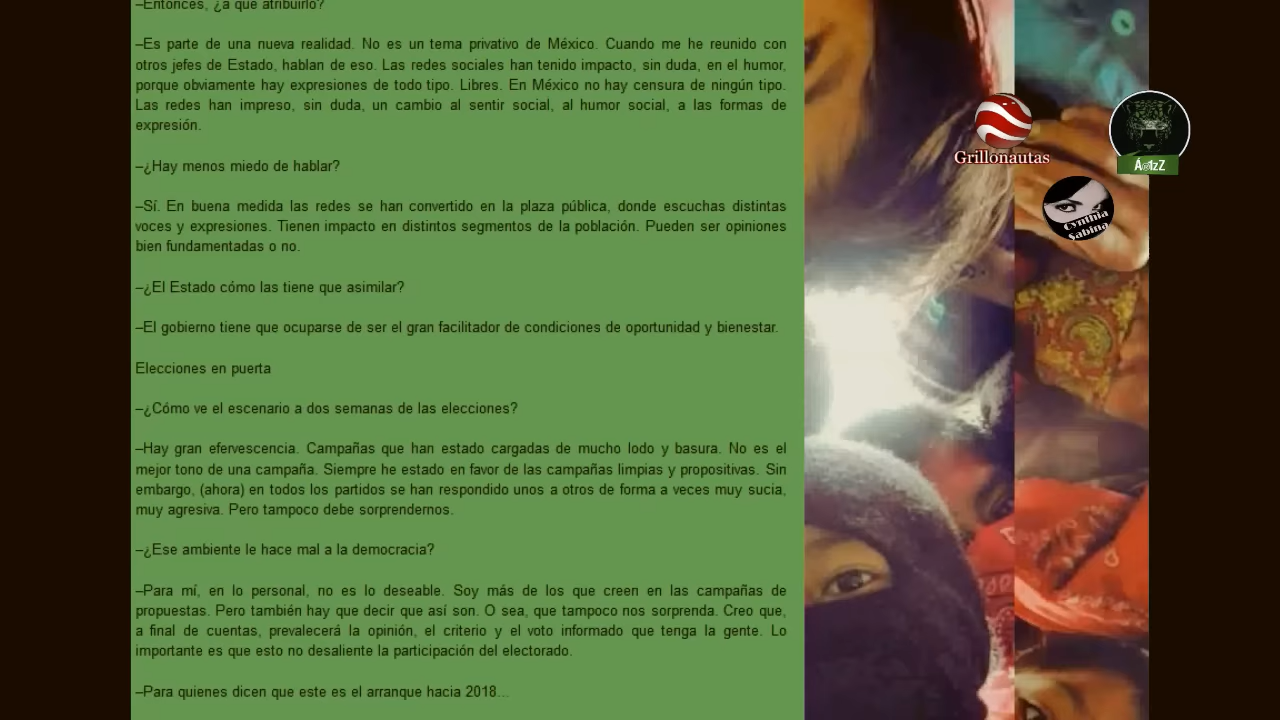 –Entonces, ¿a qué atribuirlo?
–Es parte de una nueva realidad. No es un tema privativo de México. Cuando me he reunido con
otros jefes de Estado, hablan de eso. Las redes sociales han tenido impacto, sin duda, en el humor,
porque obviamente hay expresiones de todo tipo. Libres. En México no hay censura de ningún tipo.
Las redes han impreso, sin duda, un cambio al sentir social, al humor social, a las formas de
expresión.
–¿Hay menos miedo de hablar?
–Sí. En buena medida las redes se han convertido en la plaza pública, donde escuchas distintas
voces y expresiones. Tienen impacto en distintos segmentos de la población. Pueden ser opiniones
bien fundamentadas o no.
–¿El Estado cómo las tiene que asimilar?
–El gobierno tiene que ocuparse de ser el gran facilitador de condiciones de oportunidad y bienestar.
Elecciones en puerta
–¿Cómo ve el escenario a dos semanas de las elecciones?
–Hay gran efervescencia. Campañas que han estado cargadas de mucho lodo y basura. No es el
mejor tono de una campaña. Siempre he estado en favor de las campañas limpias y propositivas. Sin
embargo, (ahora) en todos los partidos se han respondido unos a otros de forma a veces muy sucia,
muy agresiva. Pero tampoco debe sorprendernos.
–¿Ese ambiente le hace mal a la democracia?
–Para mí, en lo personal, no es lo deseable. Soy más de los que creen en las campañas de
propuestas. Pero también hay que decir que así son. O sea, que tampoco nos sorprenda. Creo que,
a final de cuentas, prevalecerá la opinión, el criterio y el voto informado que tenga la gente. Lo
importante es que esto no desaliente la participación del electorado.
–Para quienes dicen que este es el arranque hacia 2018...
Grillonautas
Cynthia
Sabina